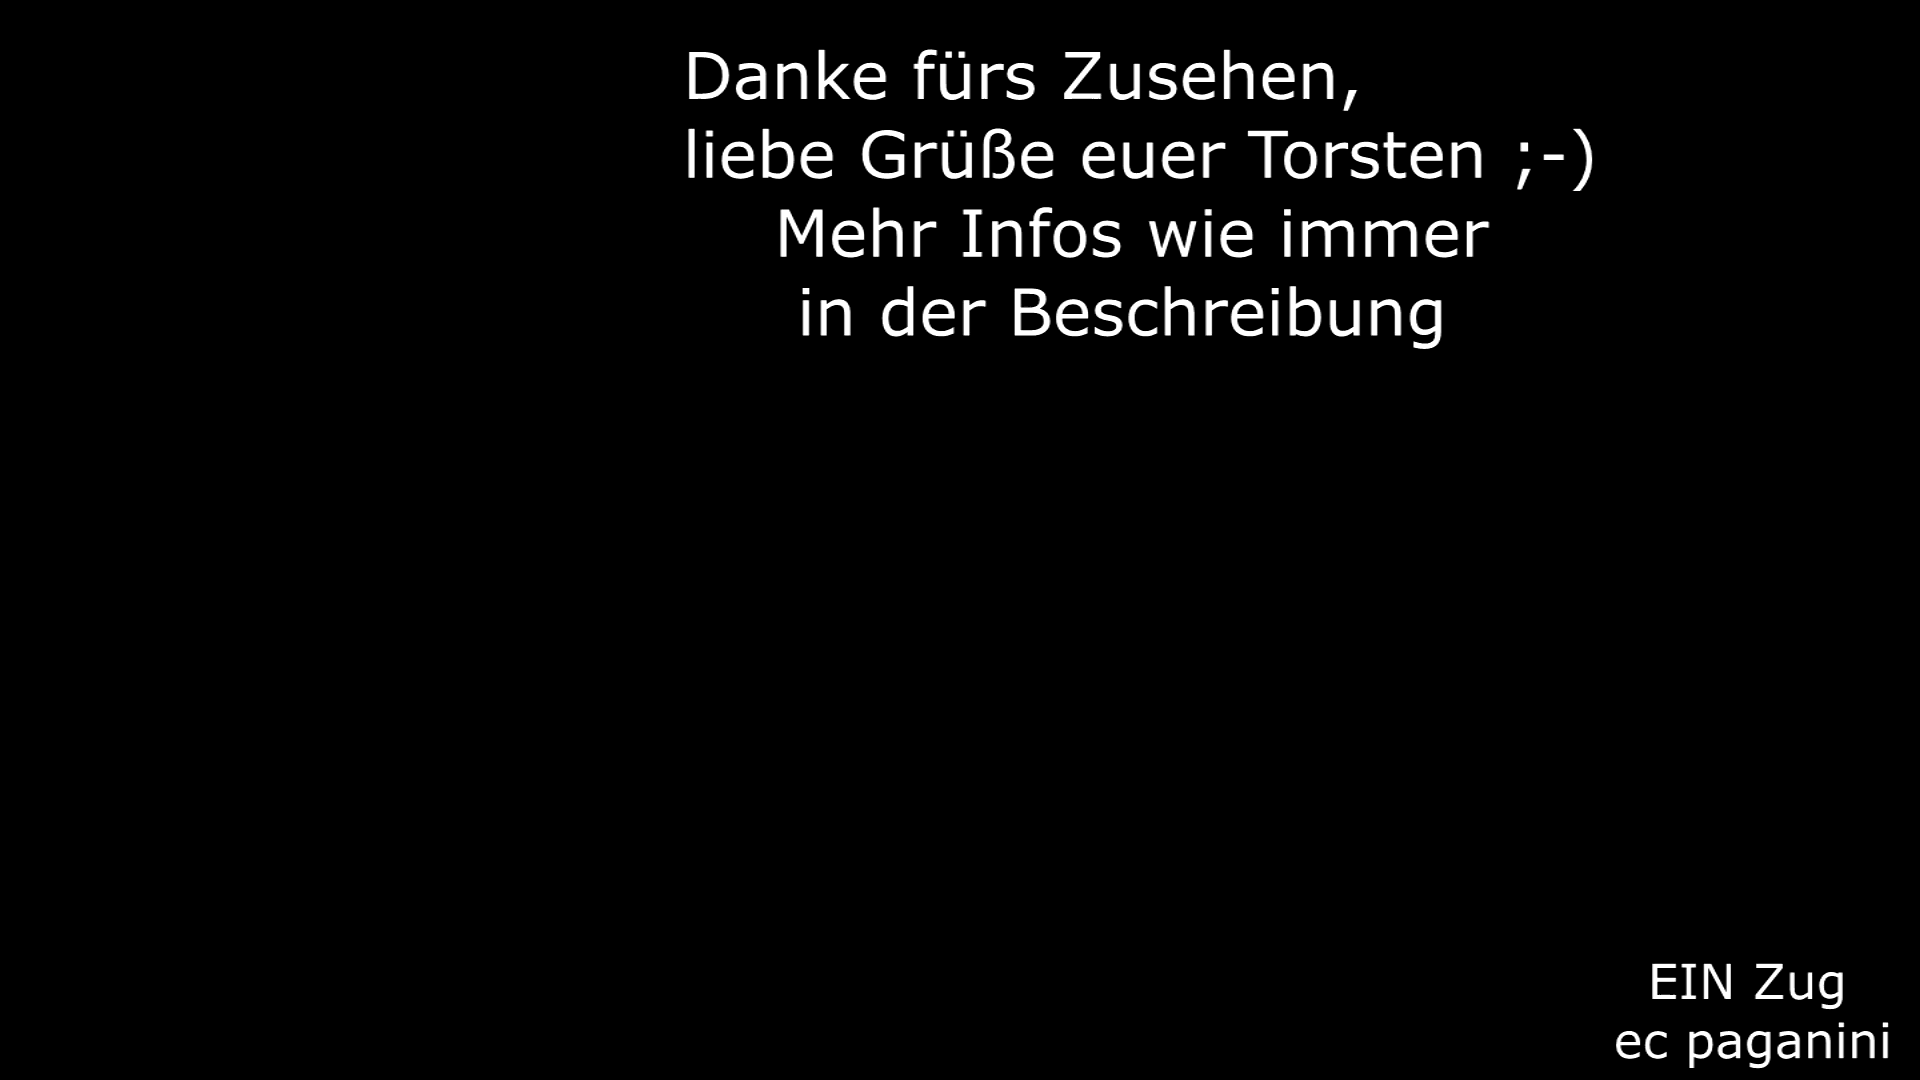 Danke fürs Zusehen,
liebe Grüße euer Torsten ;-)
Mehr Infos wie immer
in der Beschreibung
EIN Zug
ec paganini